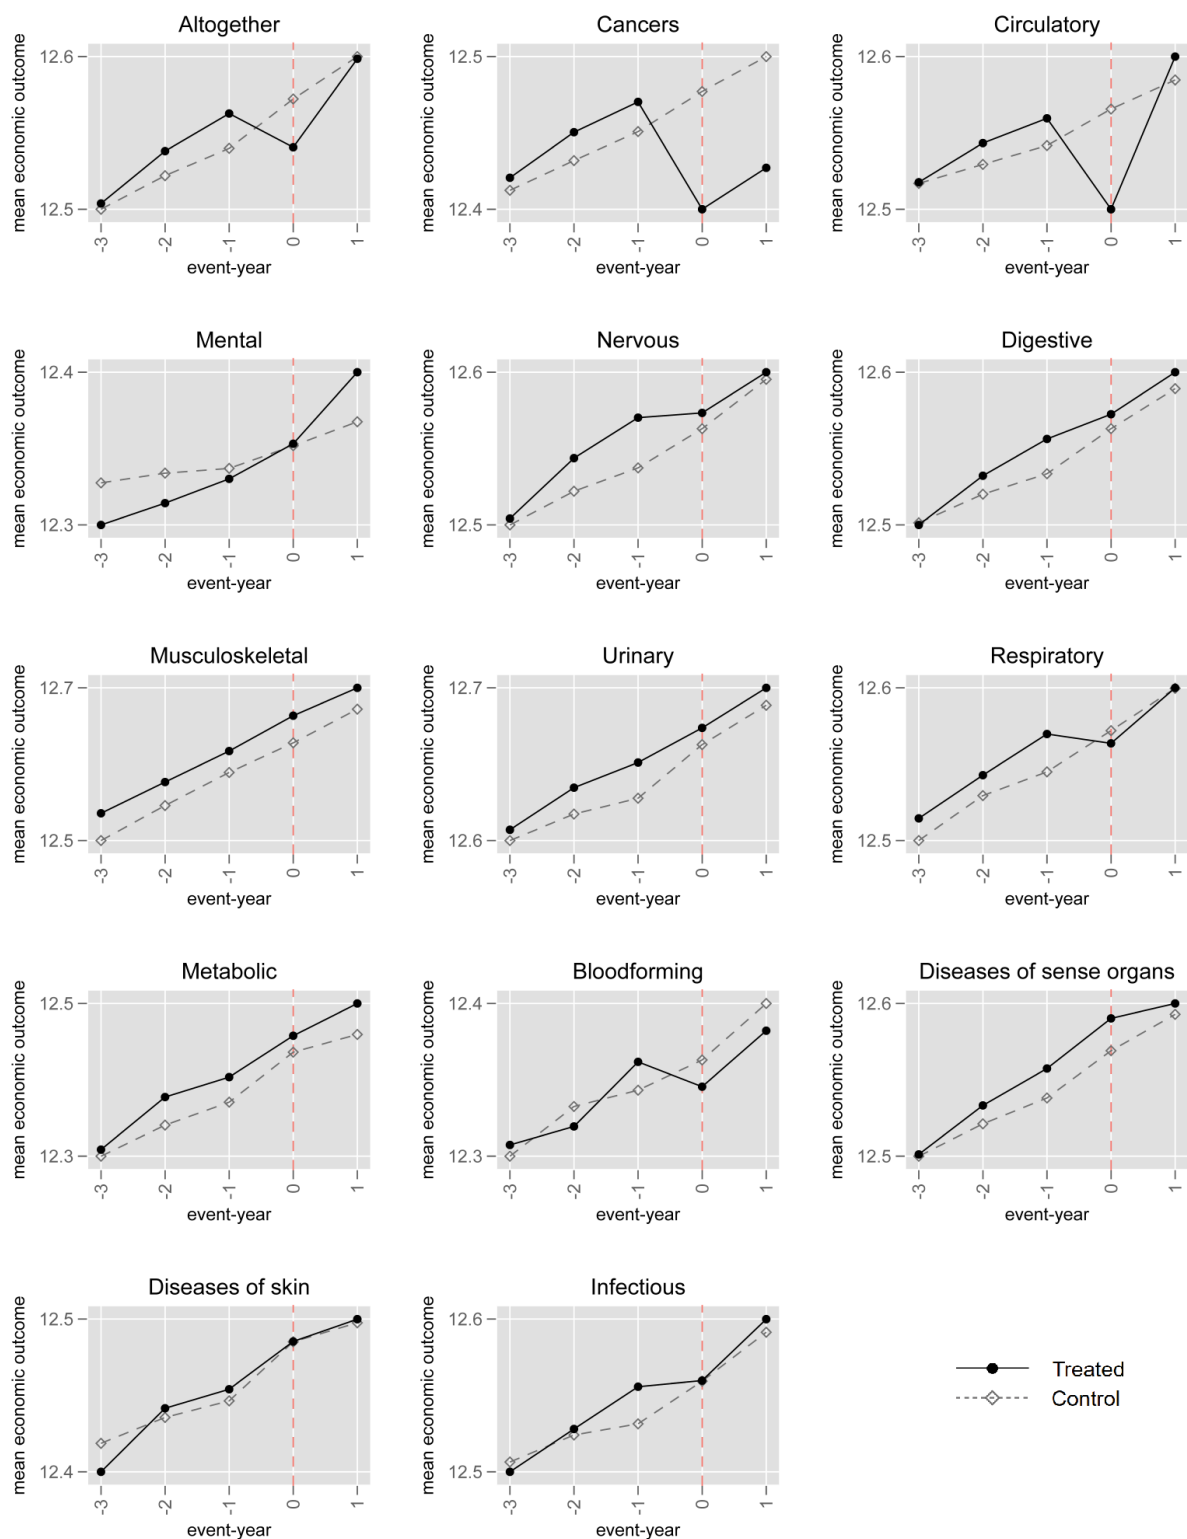 Altogether
mean economic outcome
12.6
12.5
-3
-2
-1
0
1
event-year
Cancers
mean economic outcome
12.5
12.4
-3
-2
-1
0
1
event-year
Circulatory
mean economic outcome
12.6
12.5
-3
-2
-1
0
1
event-year
Mental
mean economic outcome
12.4
12.3
-3
-2
-1
0
1
event-year
Nervous
mean economic outcome
12.6
12.5
-3
-2
-1
0
1
event-year
Digestive
mean economic outcome
12.6
12.5
-3
-2
-1
0
1
event-year
Musculoskeletal
mean economic outcome
12.7
12.5
-3
-2
-1
0
1
event-year
Urinary
mean economic outcome
12.7
12.6
-3
-2
-1
0
1
event-year
Respiratory
mean economic outcome
12.6
12.5
-3
-2
-1
0
1
event-year
Metabolic
mean economic outcome
12.5
12.3
-3
-2
-1
0
1
event-year
Bloodforming
mean economic outcome
12.4
12.3
-3
-2
-1
0
1
event-year
Diseases of sense organs
mean economic outcome
12.6
12.5
-3
-2
-1
0
1
event-year
Diseases of skin
mean economic outcome
12.5
12.4
-3
-2
-1
0
1
event-year
Infectious
mean economic outcome
12.6
12.5
-3
-2
-1
0
1
event-year
Treated
Control